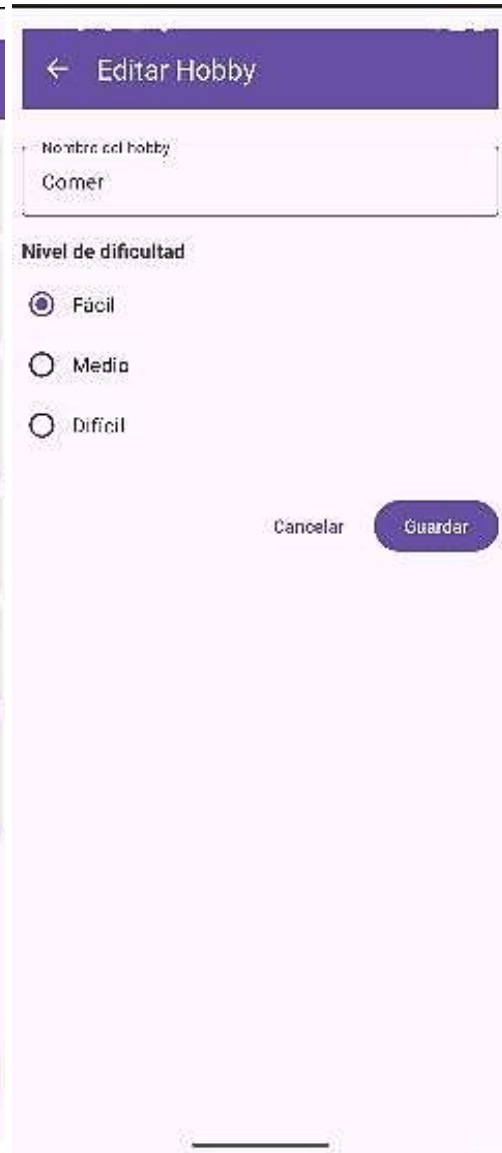 Editar Hobby
Nombre del hobby
Comer
Nivel de dificultad
Fácil
Medio
Difícil
Cancelar
Guardar